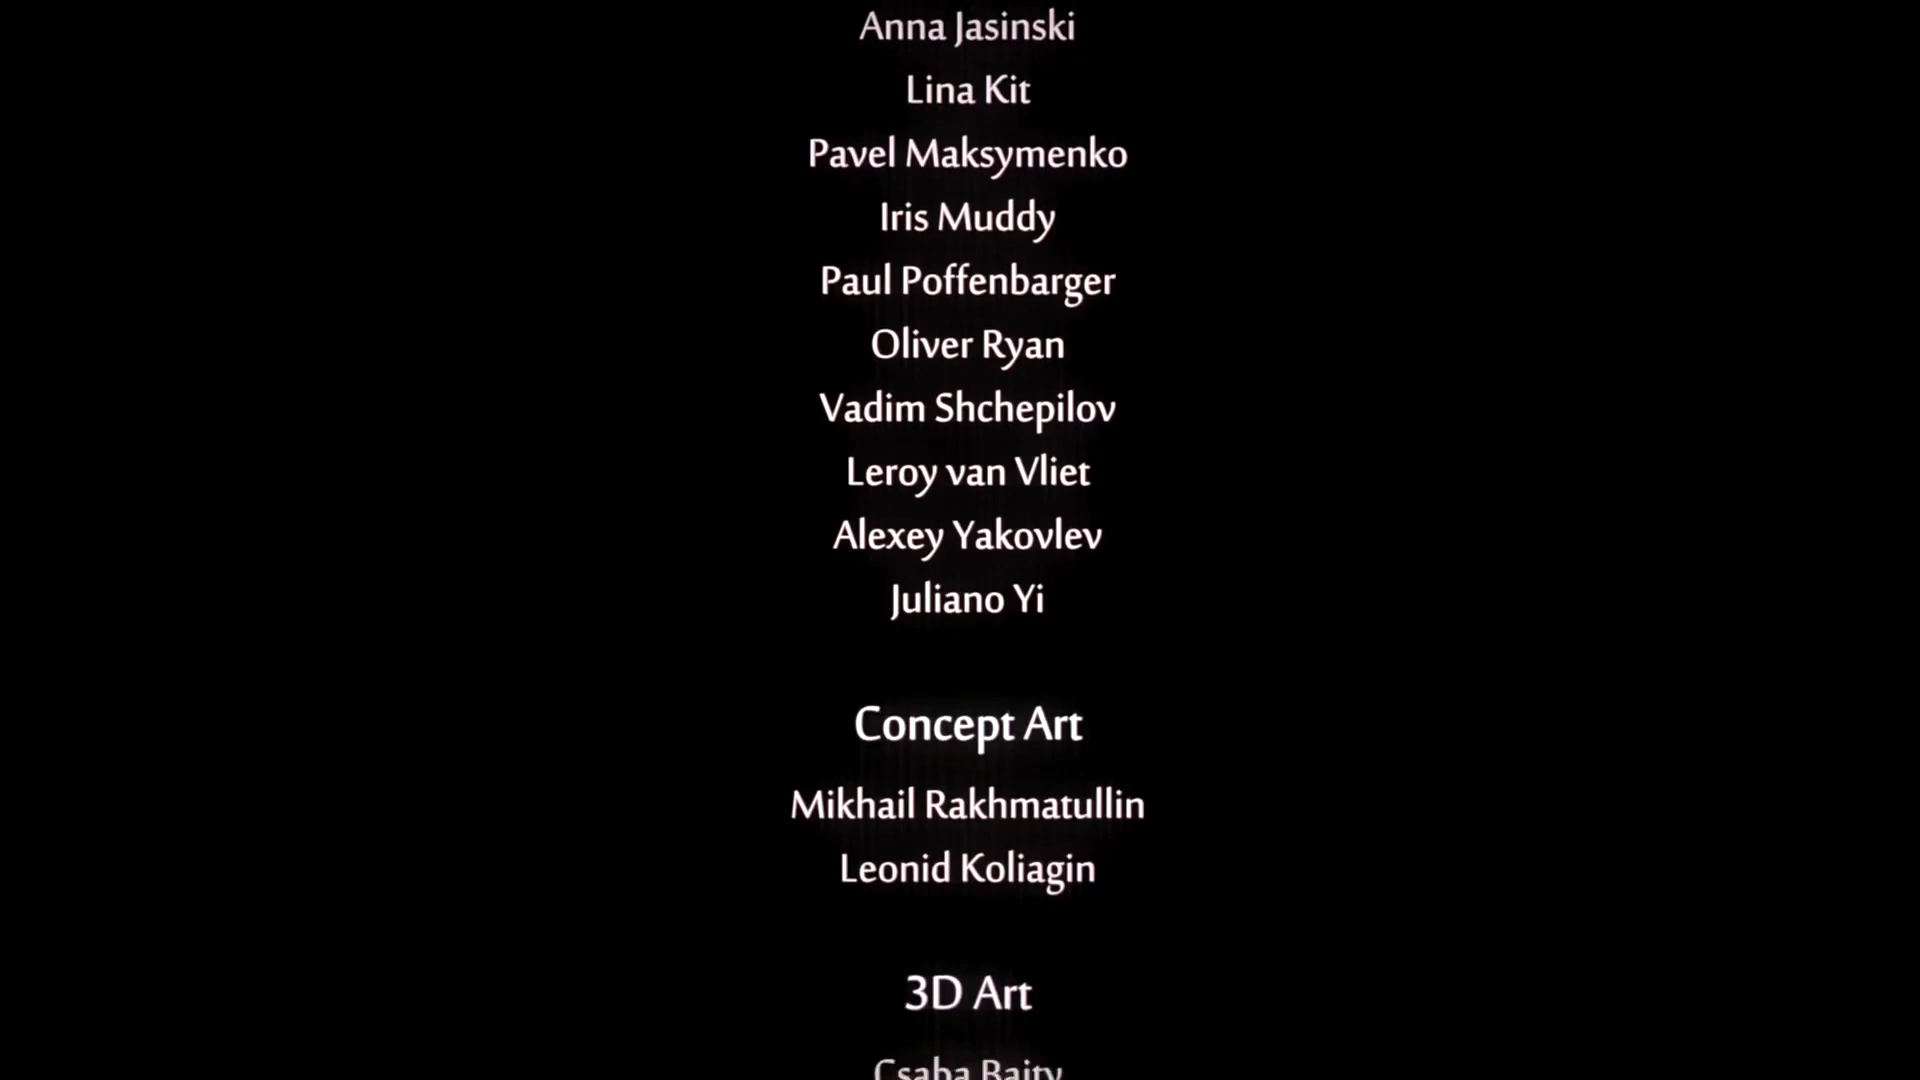 Anna Jasinski
Lina Kit
Pavel Maksymenko
Iris Muddy
Paul Poffenbarger
Oliver Ryan
Vadim Shchepilov
Leroy van Vliet
Alexey Yakovlev
Juliano Yi
Concept Art
Mikhail Rakhmatullin
Leonid Koliagin
3D Art
Csaba